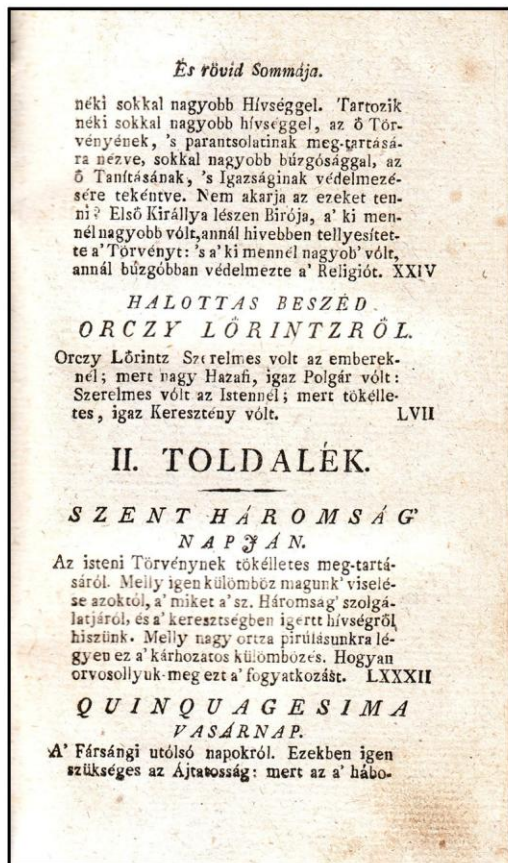 És rövid Sommája.
néki sokkal nagyobb Hívséggel. Tartozik
néki sokkal nagyobb hívseggel, az ő Tör-
vényének, 's parantsolatinak meg-tartásá-
ra nézve, sokkal nagyobb búzgósággal, az
ő Tanításának, 's Igazságinak védelmezé-
sére tekéntve. Nem akarja az ezeket ten-
ni? Első Királlya lészen Birója, a' ki men-
nél nagyobb vólt,annál hivebben tellyesítet-
te a' Törvényt: 's a' ki mennél nagyob' vólt,
annál bůzgóbban védelmezte a' Religiót. XXIV
HALOTTAS BESZÉD.
ORCZY LŐRINTZRŐL.
Orczy Lőrintz Szerelmes volt az emberek-
nél; mert nagy Hazafi, igaz Polgár vólt:
Szerelmes vólt az Istennél; mert tökélle-
tes, igaz Keresztény vólt. LVII
II. TOLDALÉK.
SZENT HÁROMSÁG'
NAPJÁN.
Az isteni Törvénynek tökélletes meg-tartá-
sáról. Melly igen külömböz magunk' viselé-
se azoktól, a' miket a' sz. Háromság' szolgá-
latjáról, és a' keresztségben igertt hívségről
hiszünk. Melly nagy ortza pirúlásunkra lé-
gyen ez a' kárhozatos külömbözés. Hogyan
orvosollyuk-meg ezt a' fogyatkozást. LXXXII
QUINQUAGESIMA
VASÁRNAP.
A' Fársángi utólsó napokról. Ezekben igen
szükséges az Ájtatosság: mert az a' hábo-